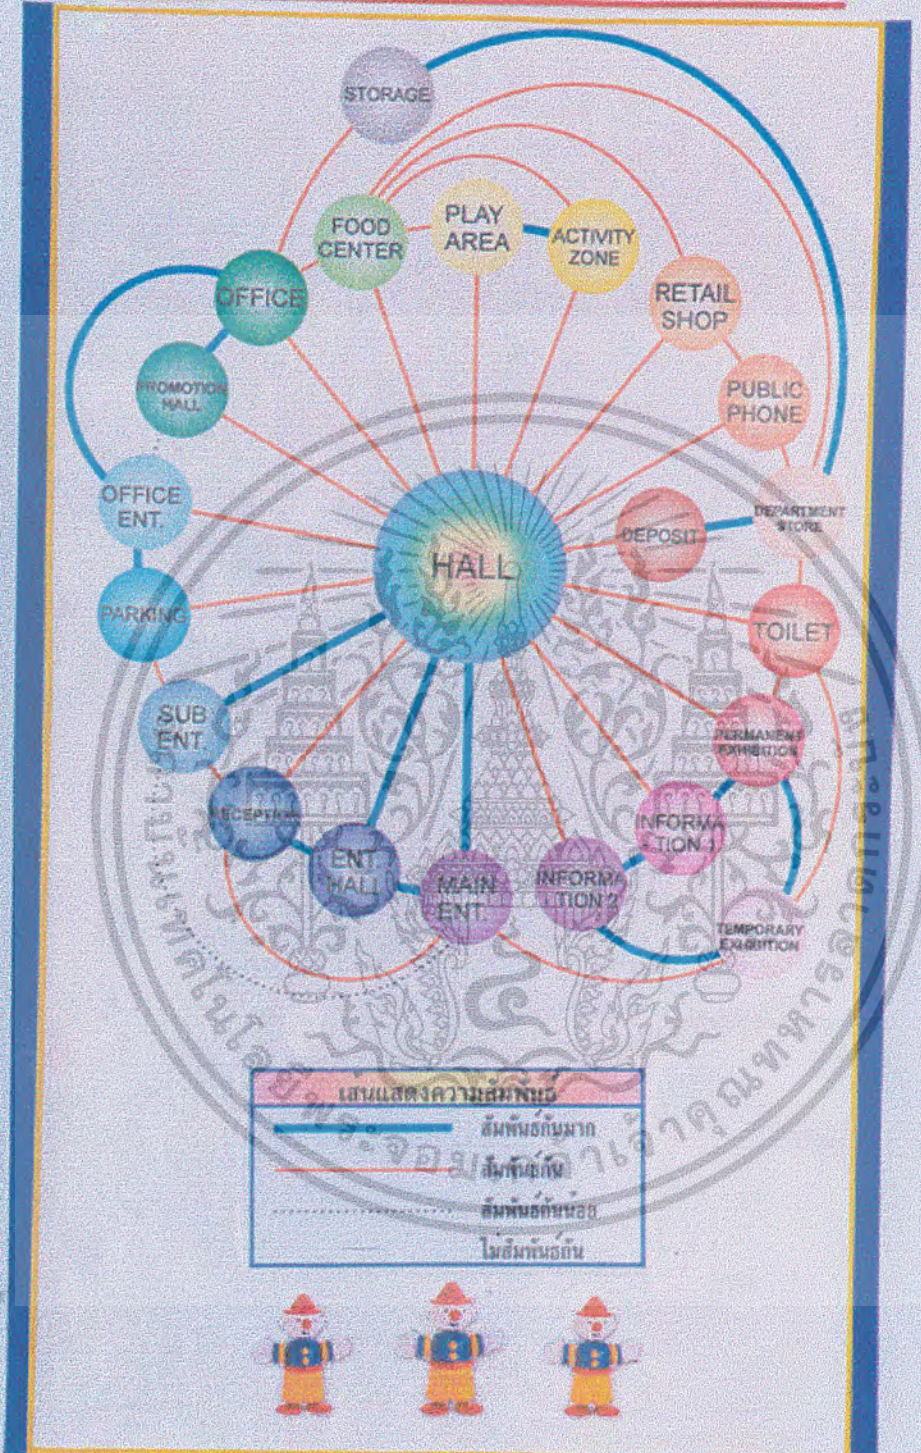 STORAGE
FOOD
CENTER
PLAY
AREA
ACTIVITY
ZONE
OFFICE
RETAIL
SHOP
PROMOTION
HALL
PUBLIC
PHONE
OFFICE
ENT.
DEPARTMENT
STORE
DEPOSIT
HALL
PARKING
TOILET
SUB
ENT.
PERMANENT
EXHIBITION
RECEPTION
INFORMA
- TION 1
ENT.
HALL
MAIN
ENT.
INFORMA
- TION 2
TEMPORARY
EXHIBITION
เส้นแสดงความสัมพันธ์
สัมพันธ์กันมาก
สัมพันธ์กัน
สัมพันธ์กันน้อย
ไม่สัมพันธ์กัน